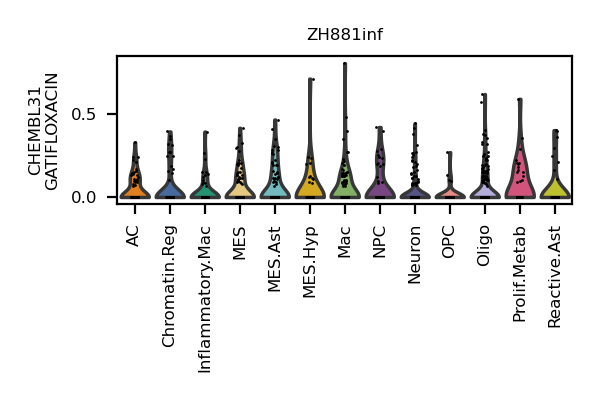 ZH881inf
CHEMBL31
GATIFLOXACIN
0.5
0.0
AC
Chromatin.Reg
Inflammatory.Mac
MES
MES.Ast
MES.Hyp
Mac
NPC
Neuron
OPC
Oligo
Prolif.Metab
Reactive.Ast